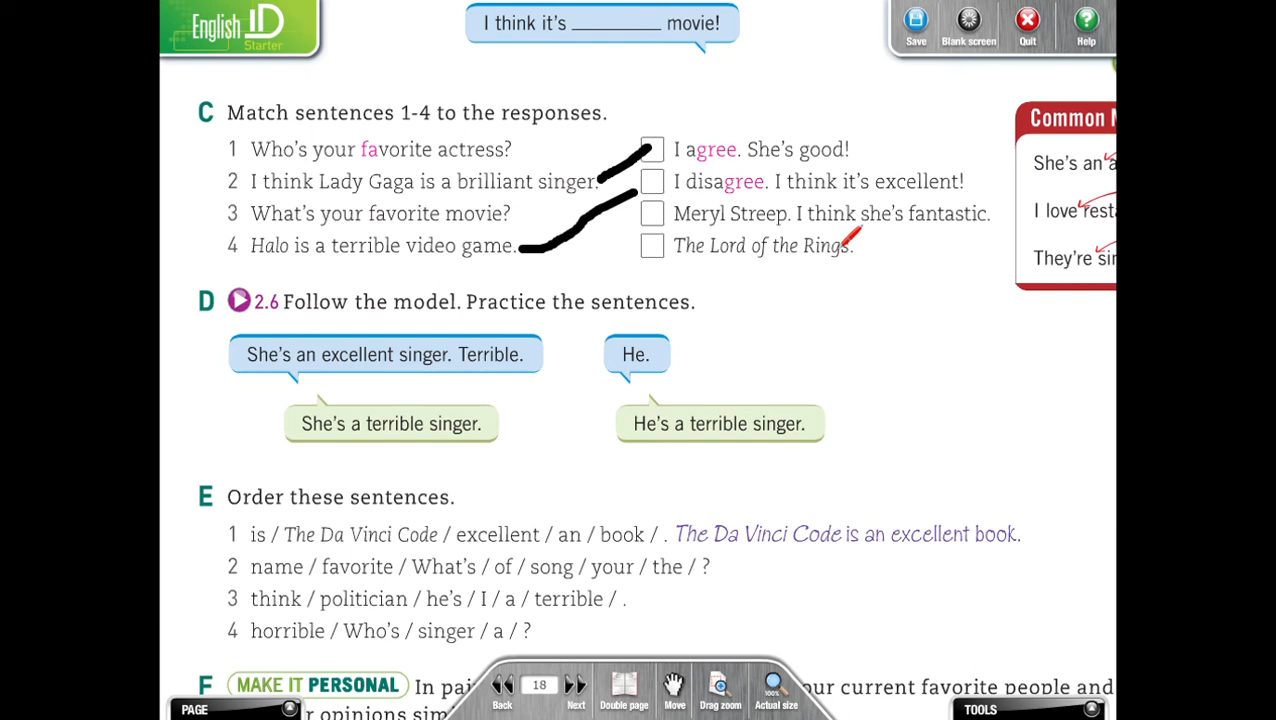 English ID
Starter
I think it's __________ movie!
Save
Blank screen
Quit
Help
C Match sentences 1-4 to the responses.
1 Who's your favorite actress?
2 I think Lady Gaga is a brilliant singer.
3 What's your favorite movie?
4 Halo is a terrible video game.
I agree. She's good!
I disagree. I think it's excellent!
Meryl Streep. I think she's fantastic.
The Lord of the Rings.
Common
She's an
I love
They're
D 2.6 Follow the model. Practice the sentences.
She's an excellent singer. Terrible.
He.
She's a terrible singer.
He's a terrible singer.
E Order these sentences.
1 is / The Da Vinci Code / excellent / an / book / . The Da Vinci Code is an excellent book.
2 name / favorite / What's / of / song / your / the / ?
3 think / politician / he's / I / a / terrible / .
4 horrible / Who's / singer / a / ?
F MAKE IT PERSONAL In current favorite people and
opinions
Back
18
Next
Double page
Move
Drag zoom
100%
Actual size
PAGE
TOOLS